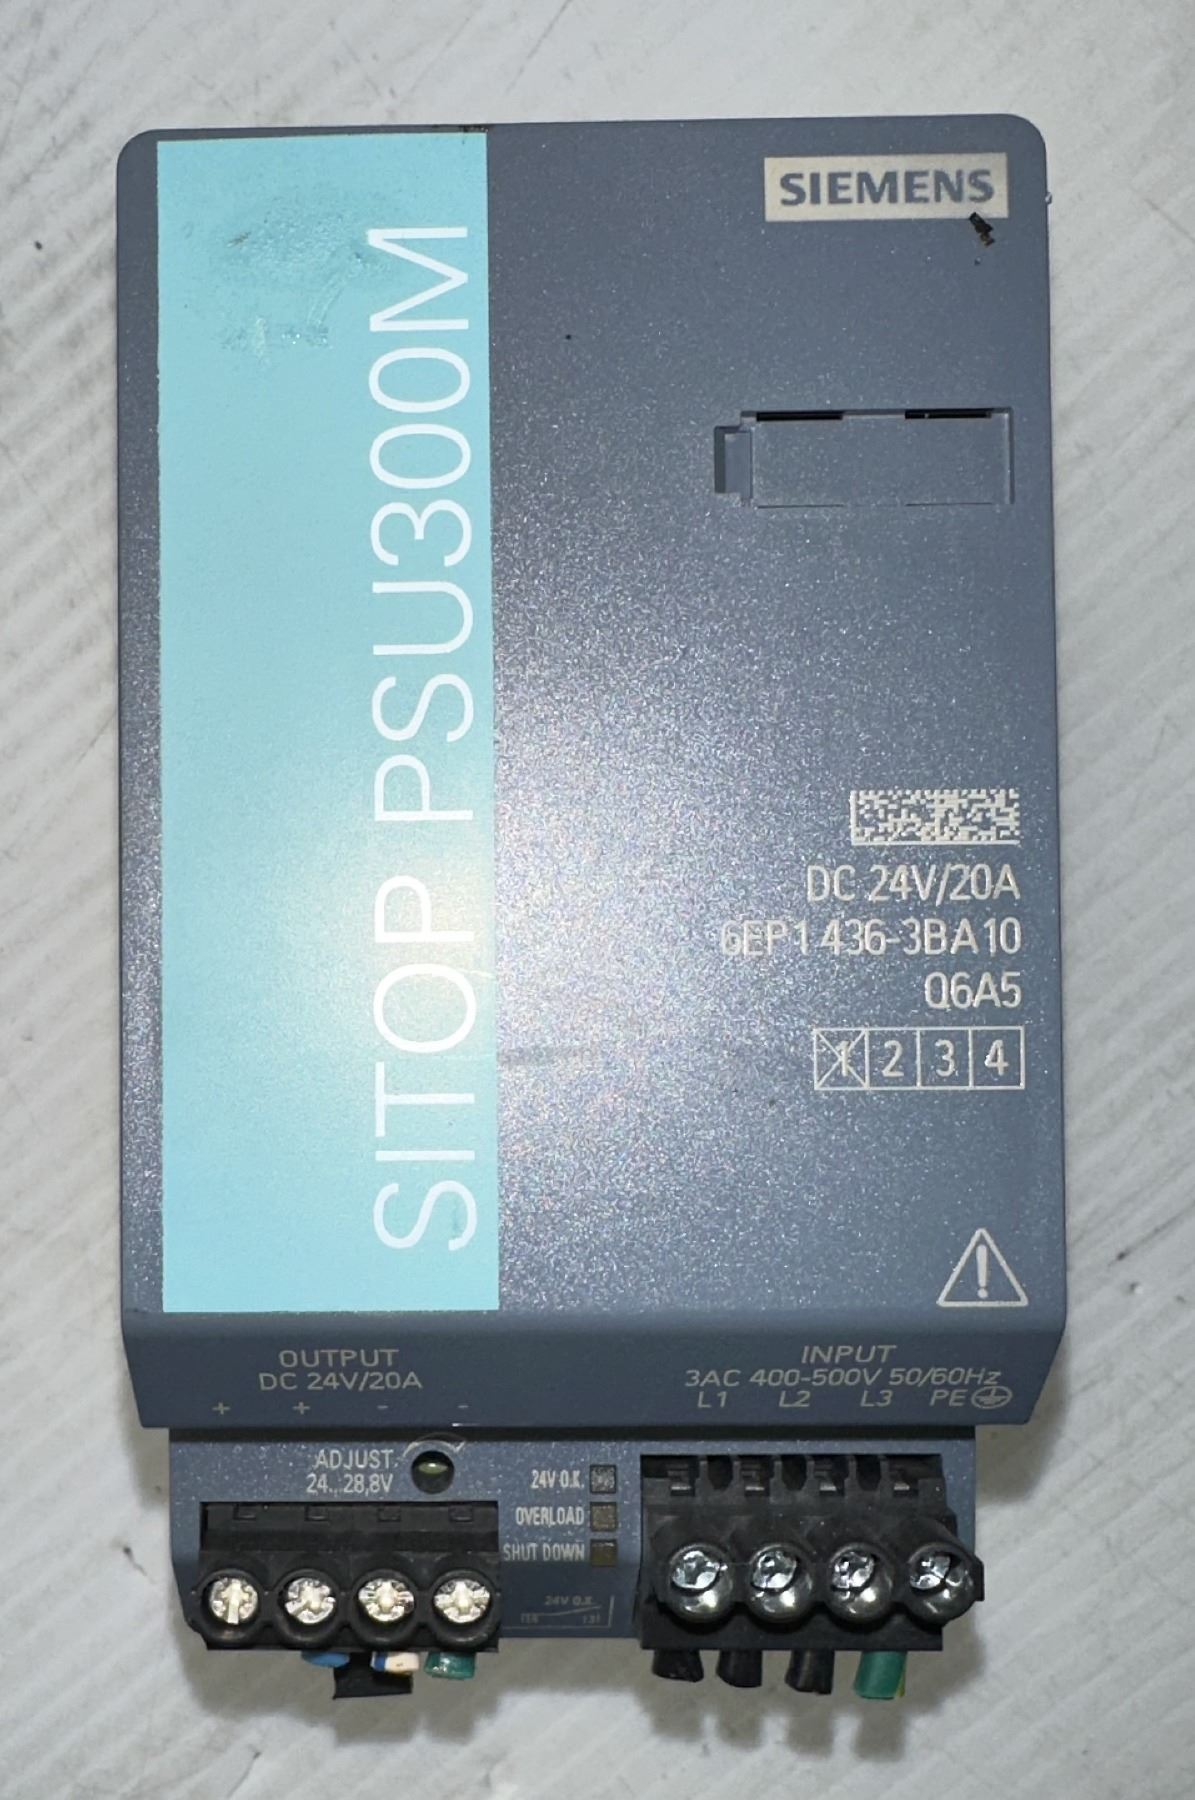 SIEMENS
SITOP PSU300M
DC 24V/20A
6EP1 436-3BA10
Q6A5
1 2 3 4
OUTPUT
DC 24V/20A
+ + - -
INPUT
3AC 400-500V 50/60Hz
L1 L2 L3 PE
ADJUST.
24...28,8V
24V O.K.
OVERLOAD
SHUT DOWN
24V O.K.